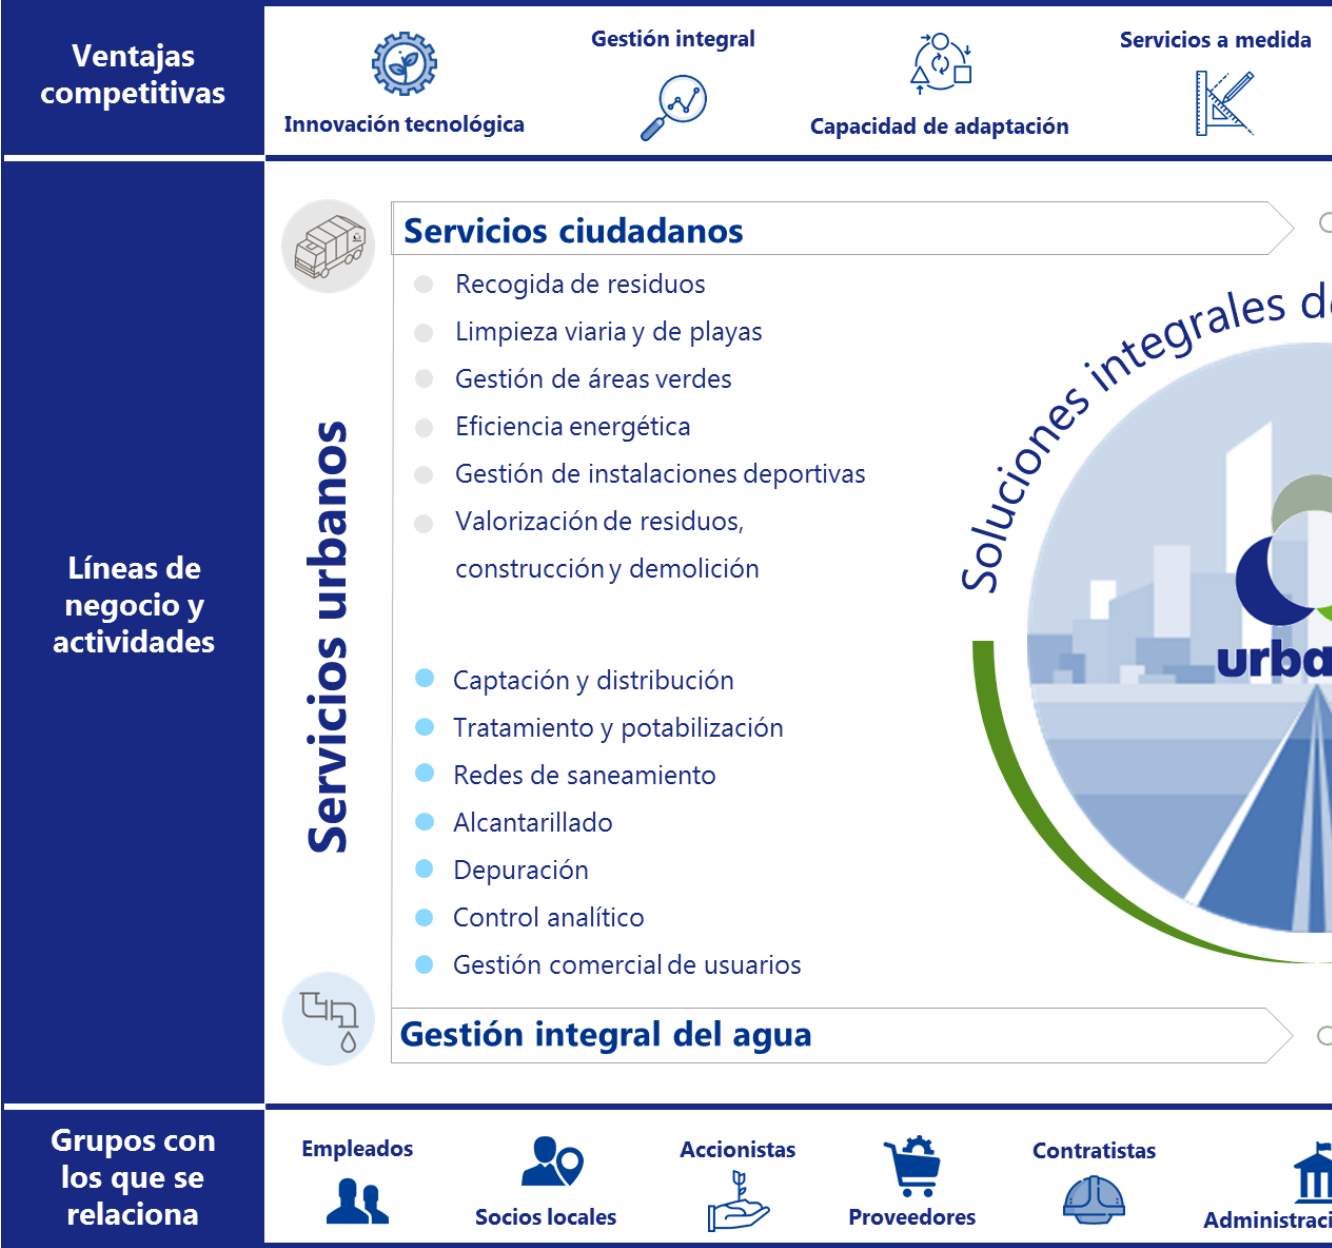 Ventajas
competitivas
Innovación tecnológica
Gestión integral
Capacidad de adaptación
Servicios a medida
Líneas de
negocio y
actividades
Servicios urbanos
Servicios ciudadanos
Recogida de residuos
Limpieza viaria y de playas
Gestión de áreas verdes
Eficiencia energética
Gestión de instalaciones deportivas
Valorización de residuos,
construcción y demolición
Captación y distribución
Tratamiento y potabilización
Redes de saneamiento
Alcantarillado
Depuración
Control analítico
Gestión comercial de usuarios
Gestión integral del agua
Soluciones integrales
Grupos con
los que se
relaciona
Empleados
Socios locales
Accionistas
Proveedores
Contratistas